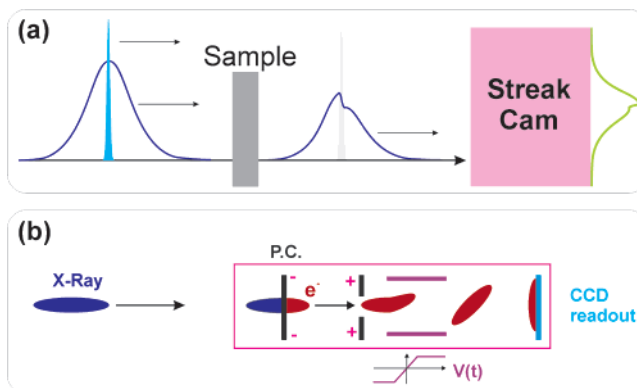 (a)
Sample
Streak
Cam
(b)
P.C.
X-Ray
-
+
e-
CCD
readout
-
+
V(t)